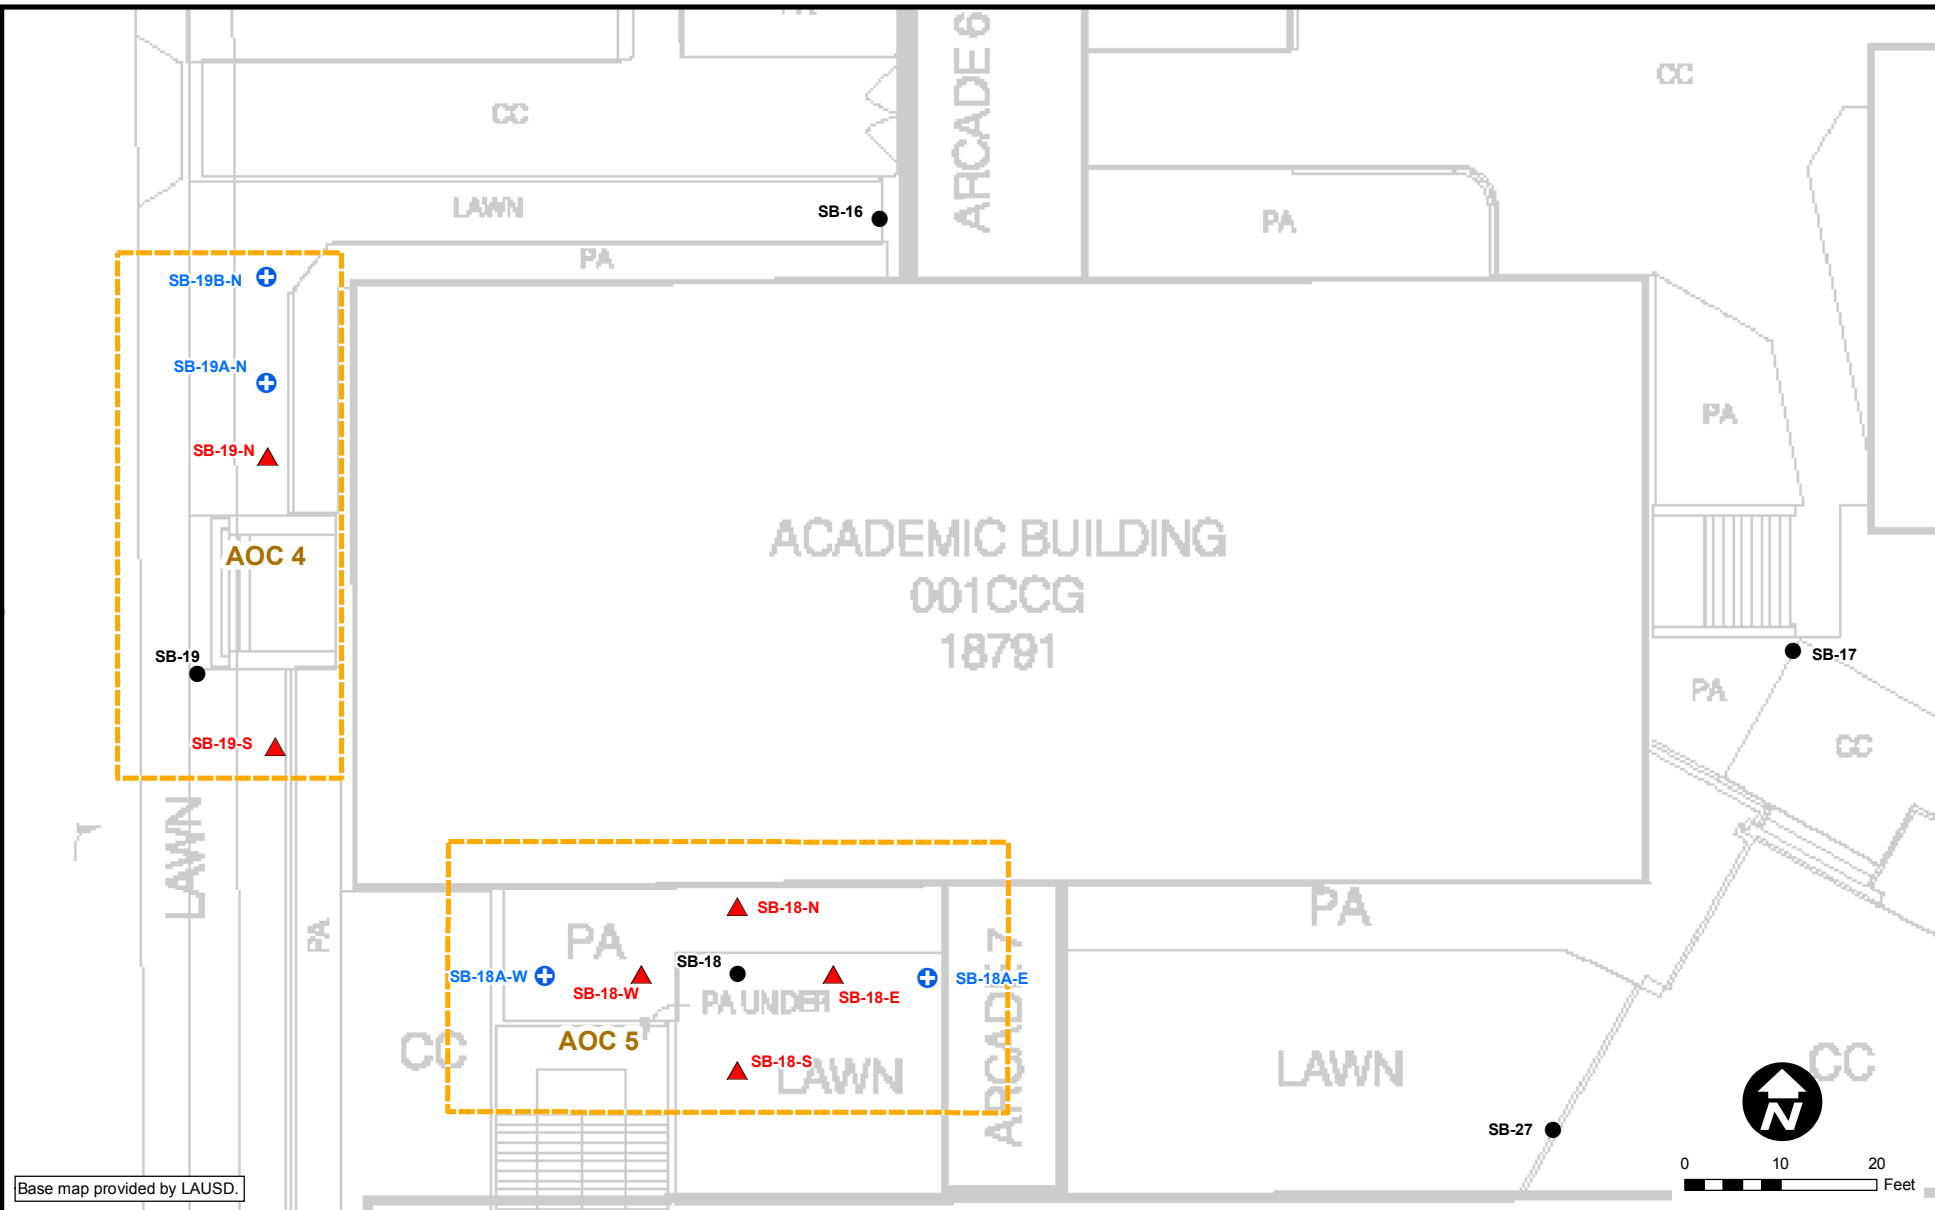 ARCADE 6
CC
CC
LAWN
SB-16
PA
PA
SB-19B-N
SB-19A-N
PA
SB-19-N
ACADEMIC BUILDING
001CCG
18791
AOC 4
SB-19
SB-17
PA
SB-19-S
CC
LAWN
PA
PA
SB-18-N
PA
SB-18
SB-18A-W
SB-18-W
SB-18-E
SB-18A-E
PA UNDER
ARCADE 7
AOC 5
CC
SB-18-S
LAWN
LAWN
CC
N
SB-27
0 10 20
Feet
Base map provided by LAUSD.